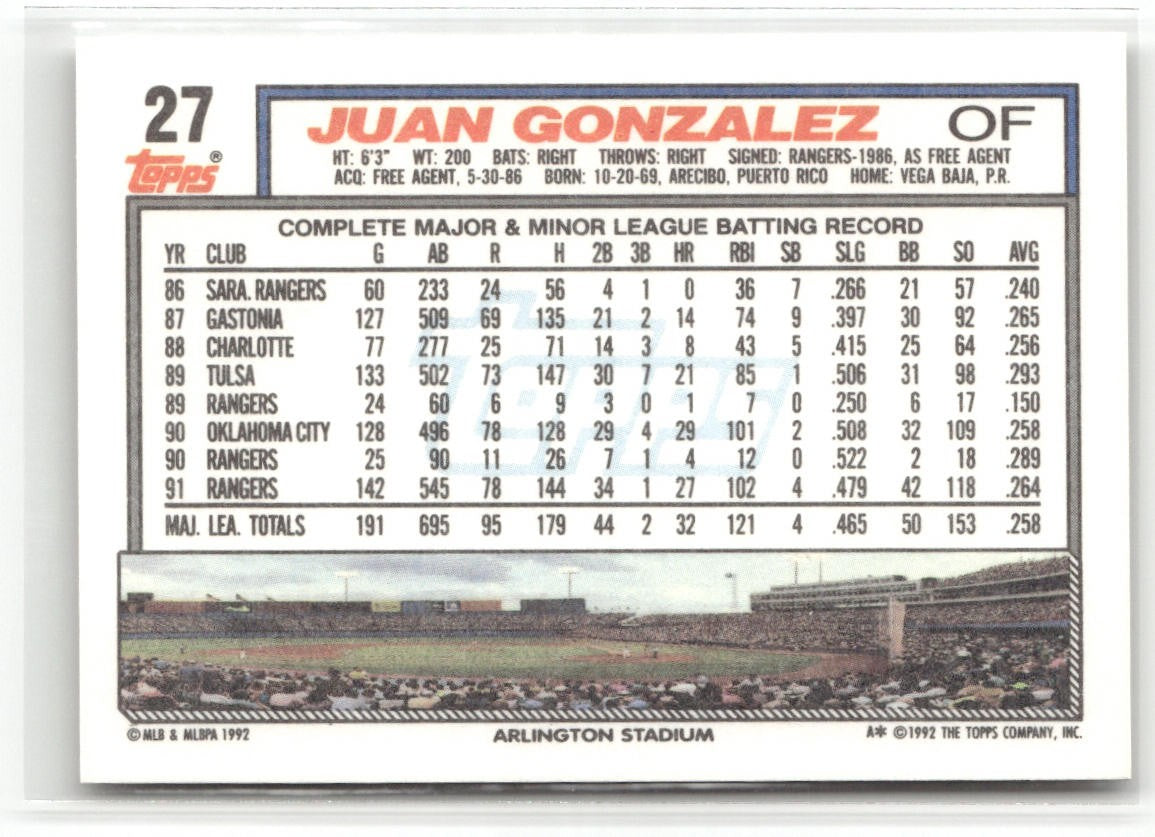 27
JUAN GONZALEZ OF
topps®
HT: 6'3" WT: 200 BATS: RIGHT THROWS: RIGHT SIGNED: RANGERS-1986, AS FREE AGENT
ACQ: FREE AGENT, 5-30-86 BORN: 10-20-69, ARECIBO, PUERTO RICO HOME: VEGA BAJA, P.R.
COMPLETE MAJOR & MINOR LEAGUE BATTING RECORD
YR CLUB G AB R H 2B 3B HR RBI SB SLG BB SO AVG
86 SARA. RANGERS 60 233 24 56 4 1 0 36 7 .266 21 57 .240
87 GASTONIA 127 509 69 135 21 2 14 74 9 .397 30 92 .265
88 CHARLOTTE 77 277 25 71 14 3 8 43 5 .415 25 64 .256
89 TULSA 133 502 73 147 30 7 21 85 1 .506 31 98 .293
89 RANGERS 24 60 6 9 3 0 1 7 0 .250 6 17 .150
90 OKLAHOMA CITY 128 496 78 128 29 4 29 101 2 .508 32 109 .258
90 RANGERS 25 90 11 26 7 1 4 12 0 .522 2 18 .289
91 RANGERS 142 545 78 144 34 1 27 102 4 .479 42 118 .264
MAJ. LEA. TOTALS 191 695 95 179 44 2 32 121 4 .465 50 153 .258
topps
©MLB & MLBPA 1992 ARLINGTON STADIUM A* ©1992 THE TOPPS COMPANY, INC.